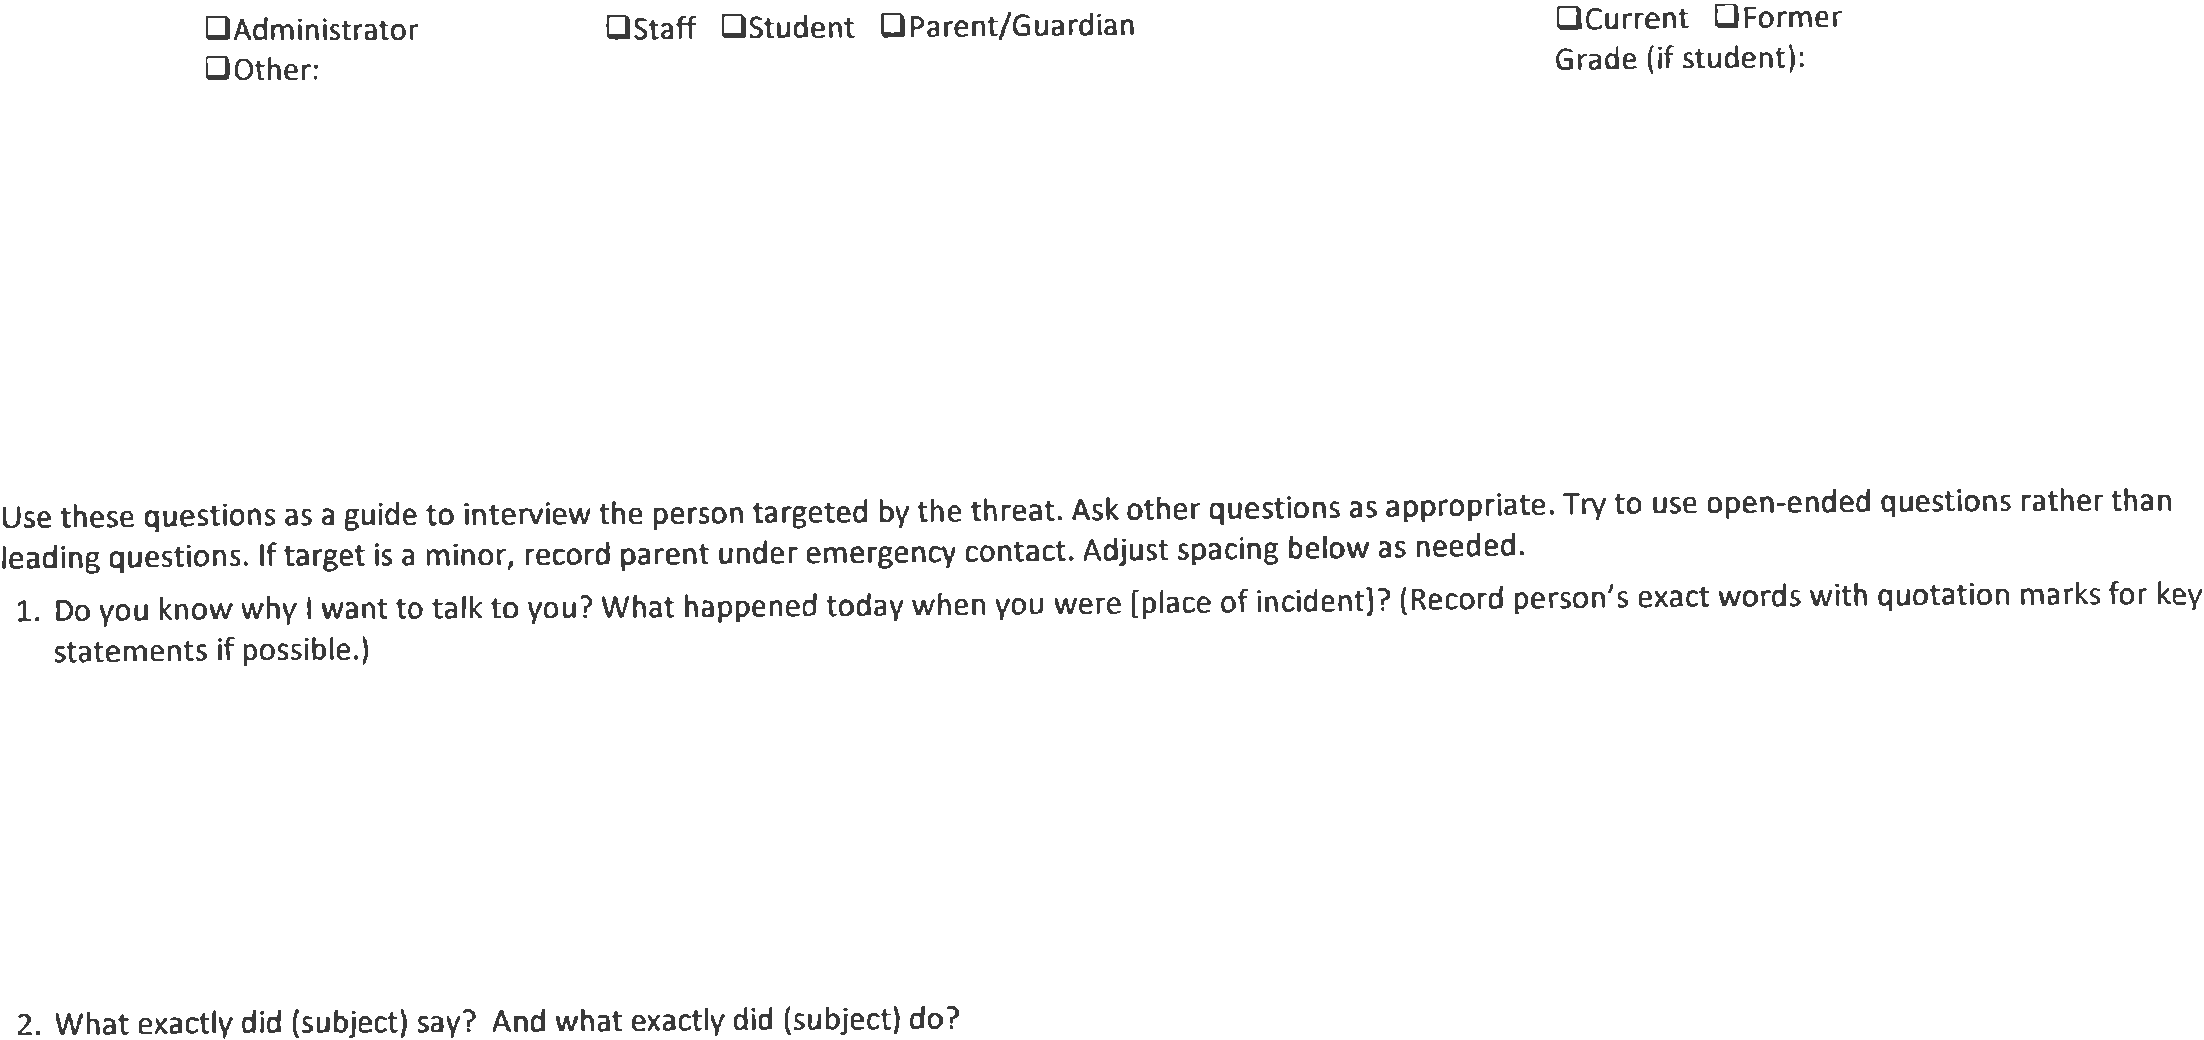 ❑Administrator ❑Staff ❑Student ❑Parent/Guardian ❑Current ❑Former
❑Other: Grade (if student):
Use these questions as a guide to interview the person targeted by the threat. Ask other questions as appropriate. Try to use open-ended questions rather than
leading questions. If target is a minor, record parent under emergency contact. Adjust spacing below as needed.
1. Do you know why I want to talk to you? What happened today when you were [place of incident]? (Record person's exact words with quotation marks for key
statements if possible.)
2. What exactly did (subject) say? And what exactly did (subject) do?